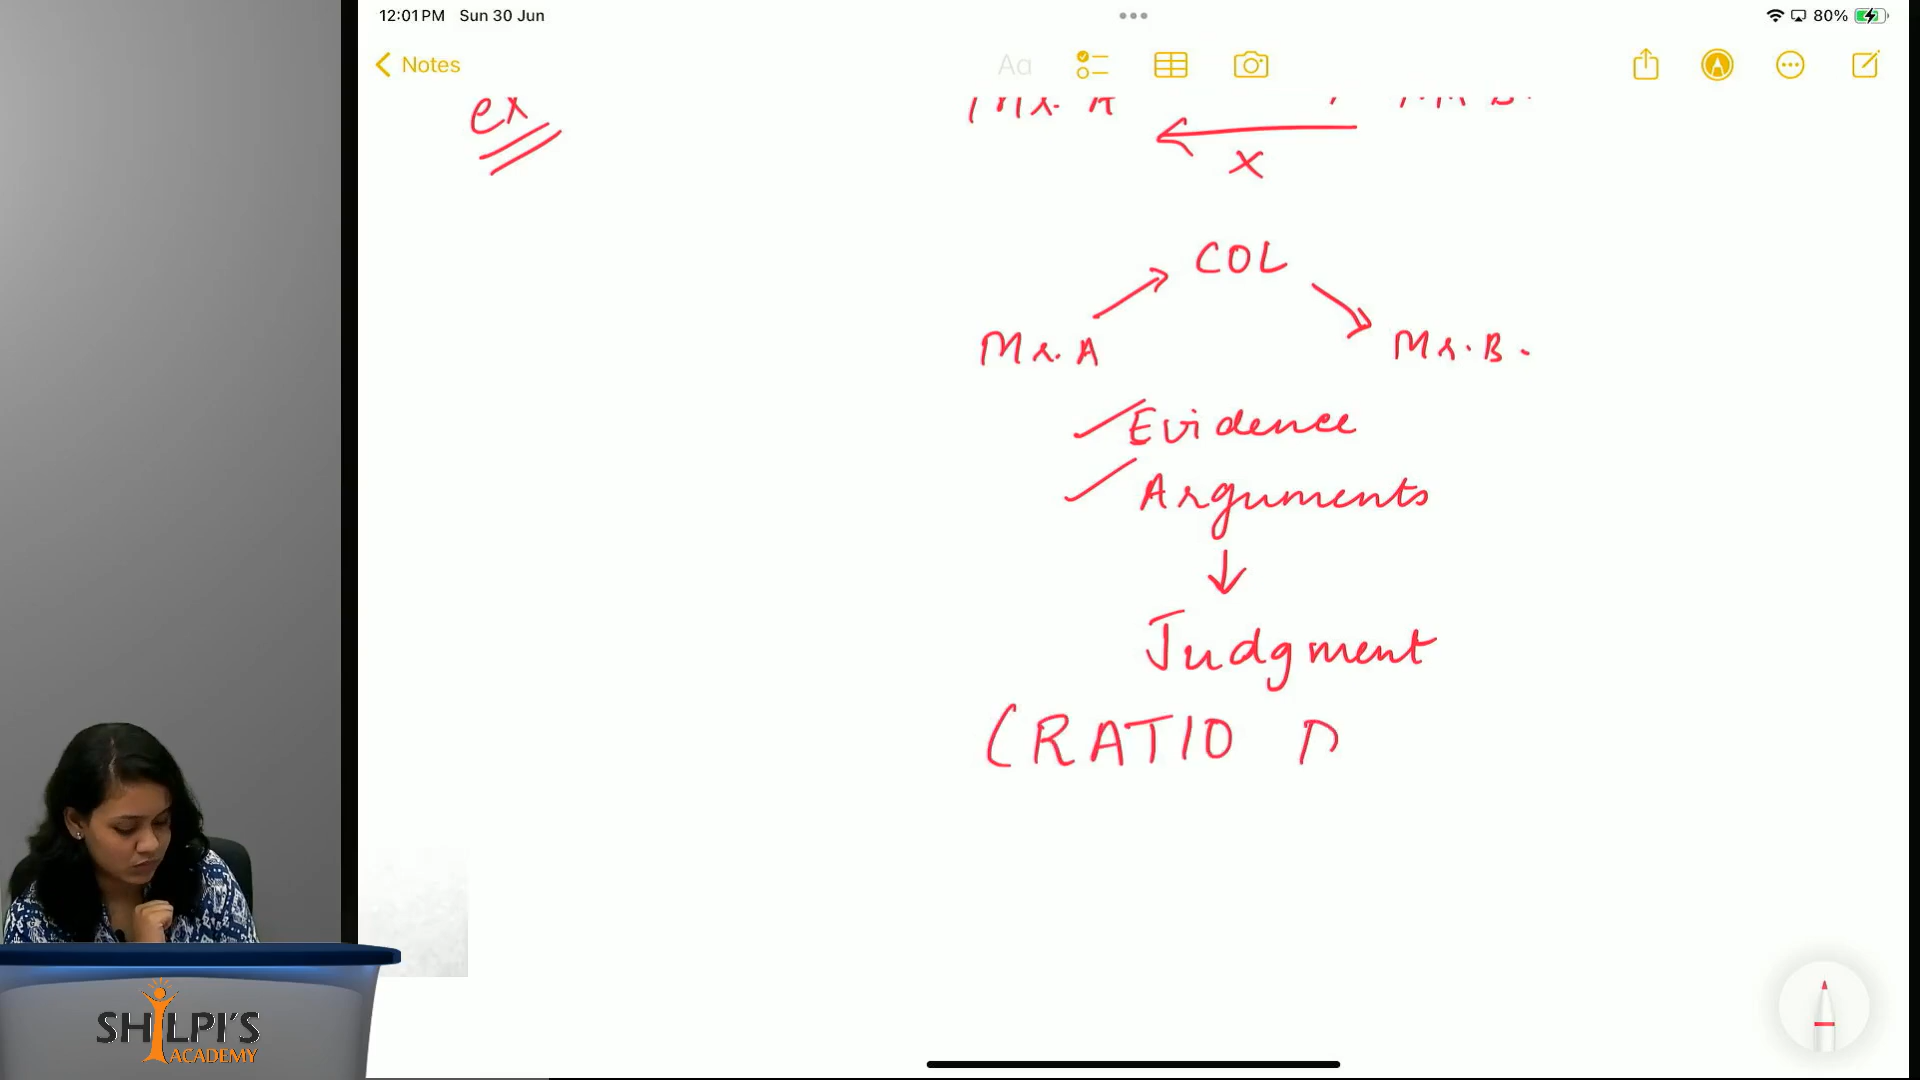 12:01 PM Sun 30 Jun
80%
Notes
Aa
ex
Mr. A
x
COL
Mr. A
Mr. B.
Evidence
Arguments
Judgment
(RATIO D
SHILPI'S
ACADEMY